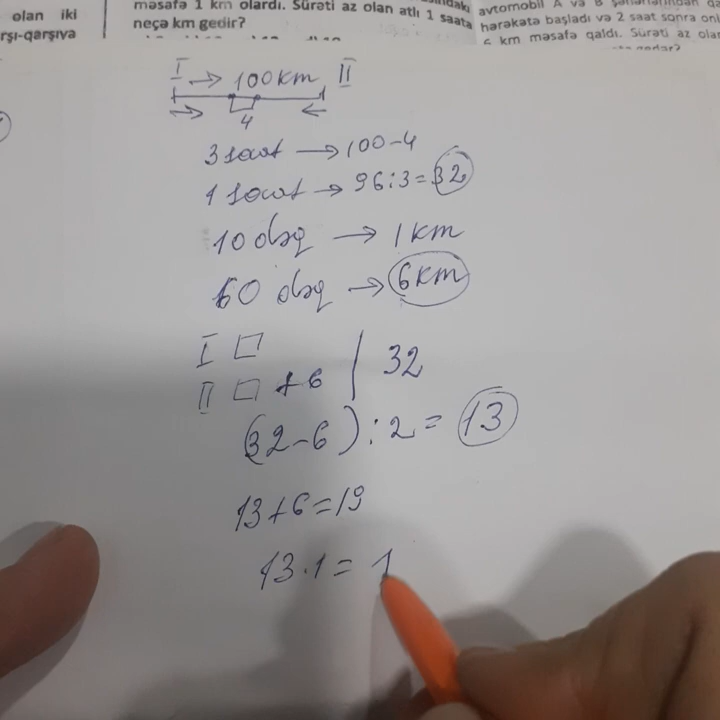 olan iki
rşı-qarşıya
məsafə 1 km olardı. Sürəti az olan atlı 1 saata
neçə km gedir?
avtomobil A və B
hərəkətə başladı və 2 saat sonra
6 km məsafə qaldı. Sürəti az olar
I → 100km II
4
3 saat → 100-4
1 saat → 96:3=32
10 dəq → 1 km
60 dəq → 6km
I □
II □ +6 | 32
(32-6):2=13
13+6=19
13·1=1